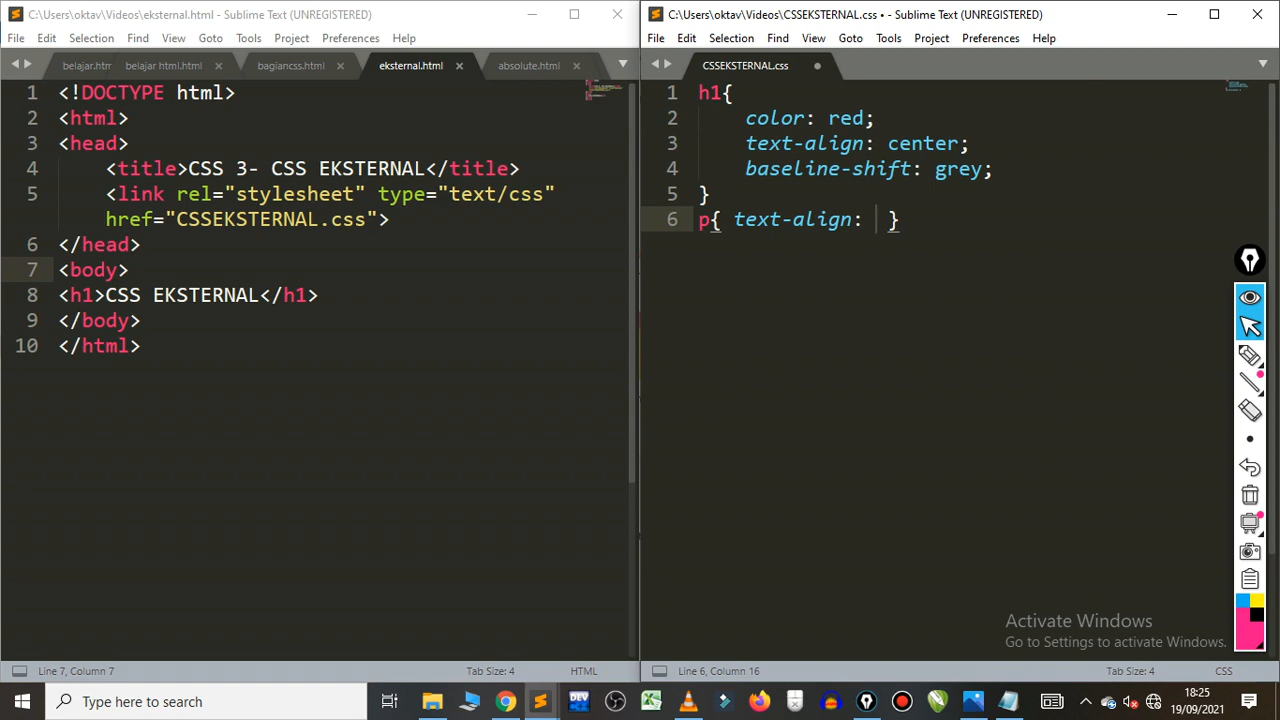 C:\Users\oktav\Videos\eksternal.html - Sublime Text (UNREGISTERED)
File Edit Selection Find View Goto Tools Project Preferences Help
belajar.htm belajar html.html bagiancss.html eksternal.html absolute.html
1 <!DOCTYPE html>
2 <html>
3 <head>
4 <title>CSS 3- CSS EKSTERNAL</title>
5 <link rel="stylesheet" type="text/css"
href="CSSEKSTERNAL.css">
6 </head>
7 <body>
8 <h1>CSS EKSTERNAL</h1>
9 </body>
10 </html>
Line 7, Column 7 Tab Size: 4 HTML
C:\Users\oktav\Videos\CSSEKSTERNAL.css • - Sublime Text (UNREGISTERED)
File Edit Selection Find View Goto Tools Project Preferences Help
CSSEKSTERNAL.css
1 h1{
2 color: red;
3 text-align: center;
4 baseline-shift: grey;
5 }
6 p{ text-align: }
Activate Windows
Go to Settings to activate Windows.
Line 6, Column 16 Tab Size: 4 CSS
Type here to search
DEV
18:25
19/09/2021